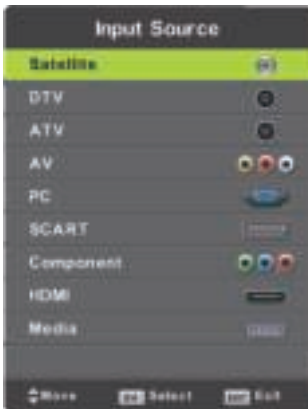 Input Source
Satellite
DTV
ATV
AV
PC
SCART
Component
HDMI
Media
Move Select Exit